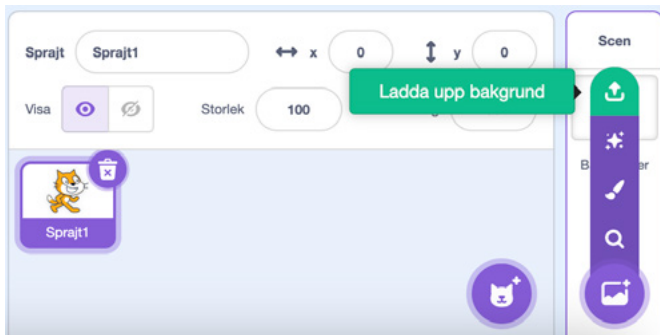 Sprajt Sprajt1 x 0 y 0
Scen
Visa Storlek 100
Ladda upp bakgrund
Sprajt1